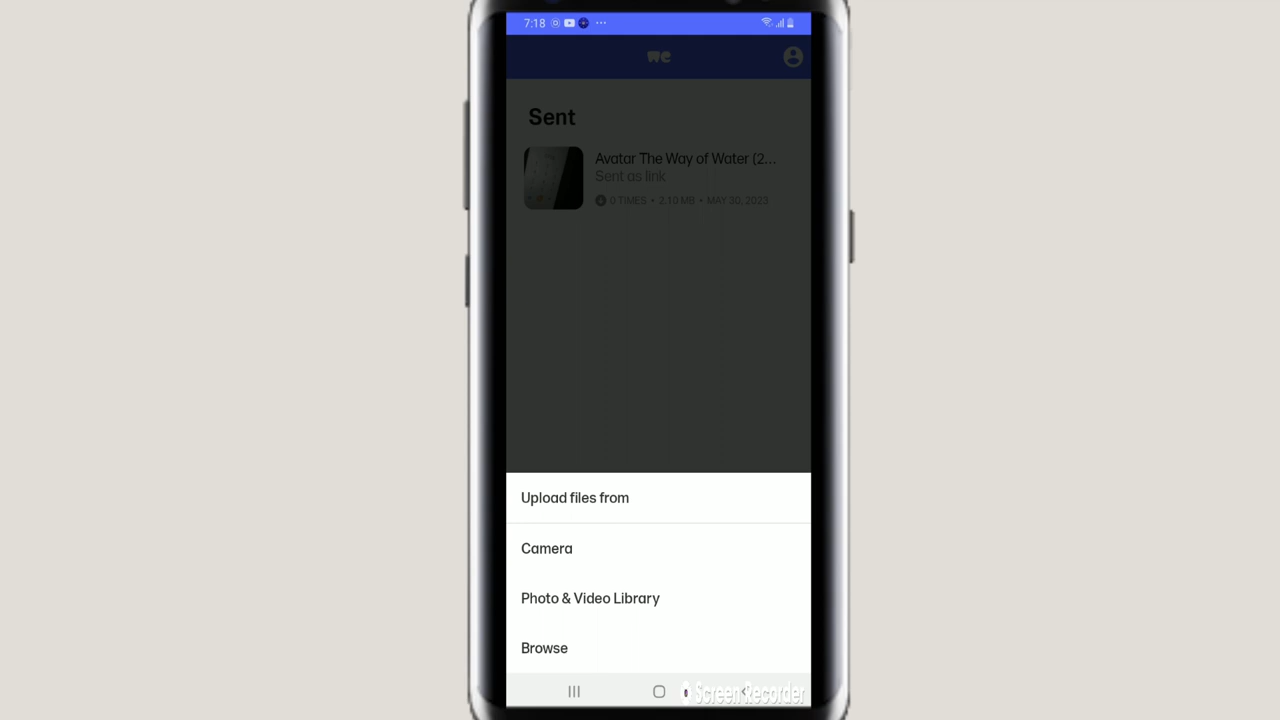 7:18
we
Sent
Avatar The Way of Water (2...
Sent as link
0 TIMES • 2.10 MB • MAY 30, 2023
Upload files from
Camera
Photo & Video Library
Browse
Screen Recorder